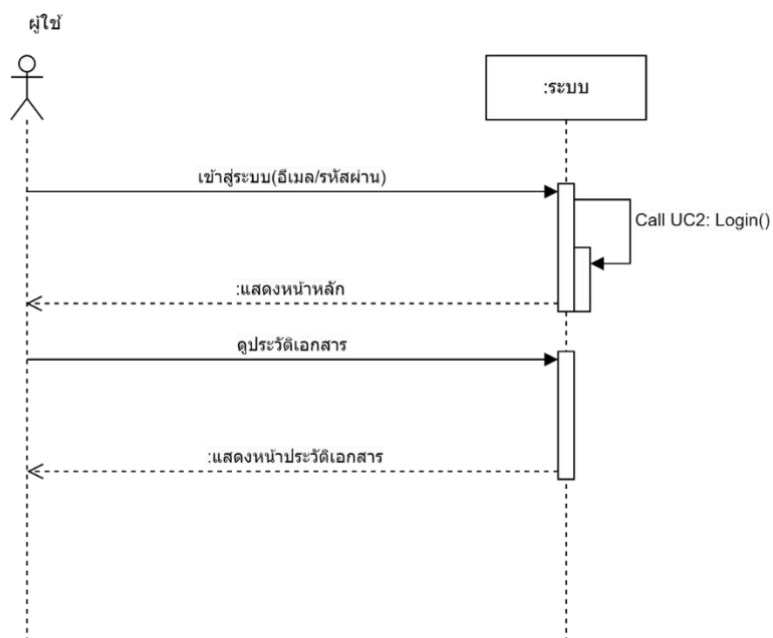 ผู้ใช้
:ระบบ
เข้าสู่ระบบ(อีเมล/รหัสผ่าน)
Call UC2: Login()
:แสดงหน้าหลัก
ดูประวัติเอกสาร
:แสดงหน้าประวัติเอกสาร